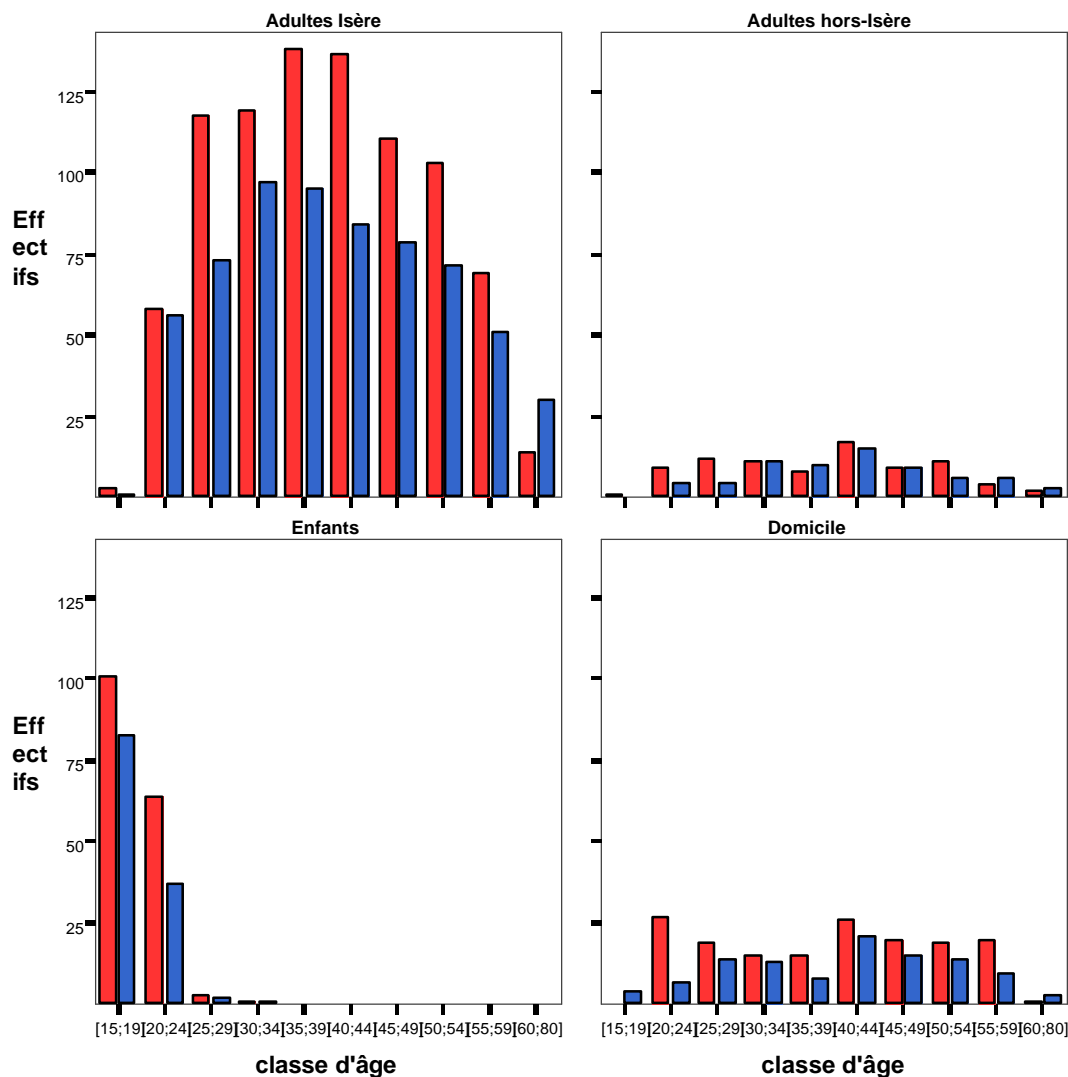 Adultes Isère
Adultes hors-Isère
125
100
75
50
25
Eff
ect
ifs
Enfants
Domicile
125
100
75
50
25
Eff
ect
ifs
[15;19] [20;24] [25;29] [30;34] [35;39] [40;44] [45;49] [50;54] [55;59] [60;80]
[15;19] [20;24] [25;29] [30;34] [35;39] [40;44] [45;49] [50;54] [55;59] [60;80]
classe d'âge
classe d'âge